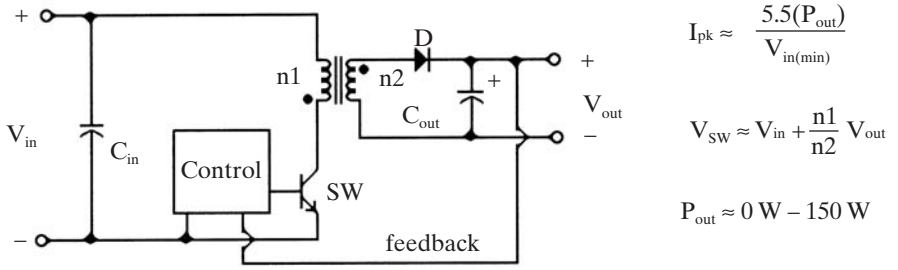 +
D
n1
n2
+
+
V_in
C_in
C_out
V_out
−
Control
SW
−
feedback
I_pk ≈ 5.5(P_out) / V_in(min)
V_SW ≈ V_in + n1/n2 V_out
P_out ≈ 0 W – 150 W